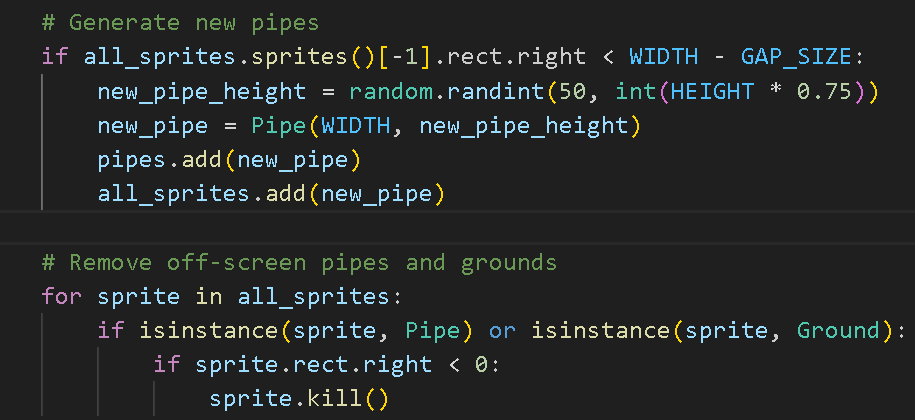 # Generate new pipes
if all_sprites.sprites()[-1].rect.right < WIDTH - GAP_SIZE:
    new_pipe_height = random.randint(50, int(HEIGHT * 0.75))
    new_pipe = Pipe(WIDTH, new_pipe_height)
    pipes.add(new_pipe)
    all_sprites.add(new_pipe)
# Remove off-screen pipes and grounds
for sprite in all_sprites:
    if isinstance(sprite, Pipe) or isinstance(sprite, Ground):
        if sprite.rect.right < 0:
            sprite.kill()